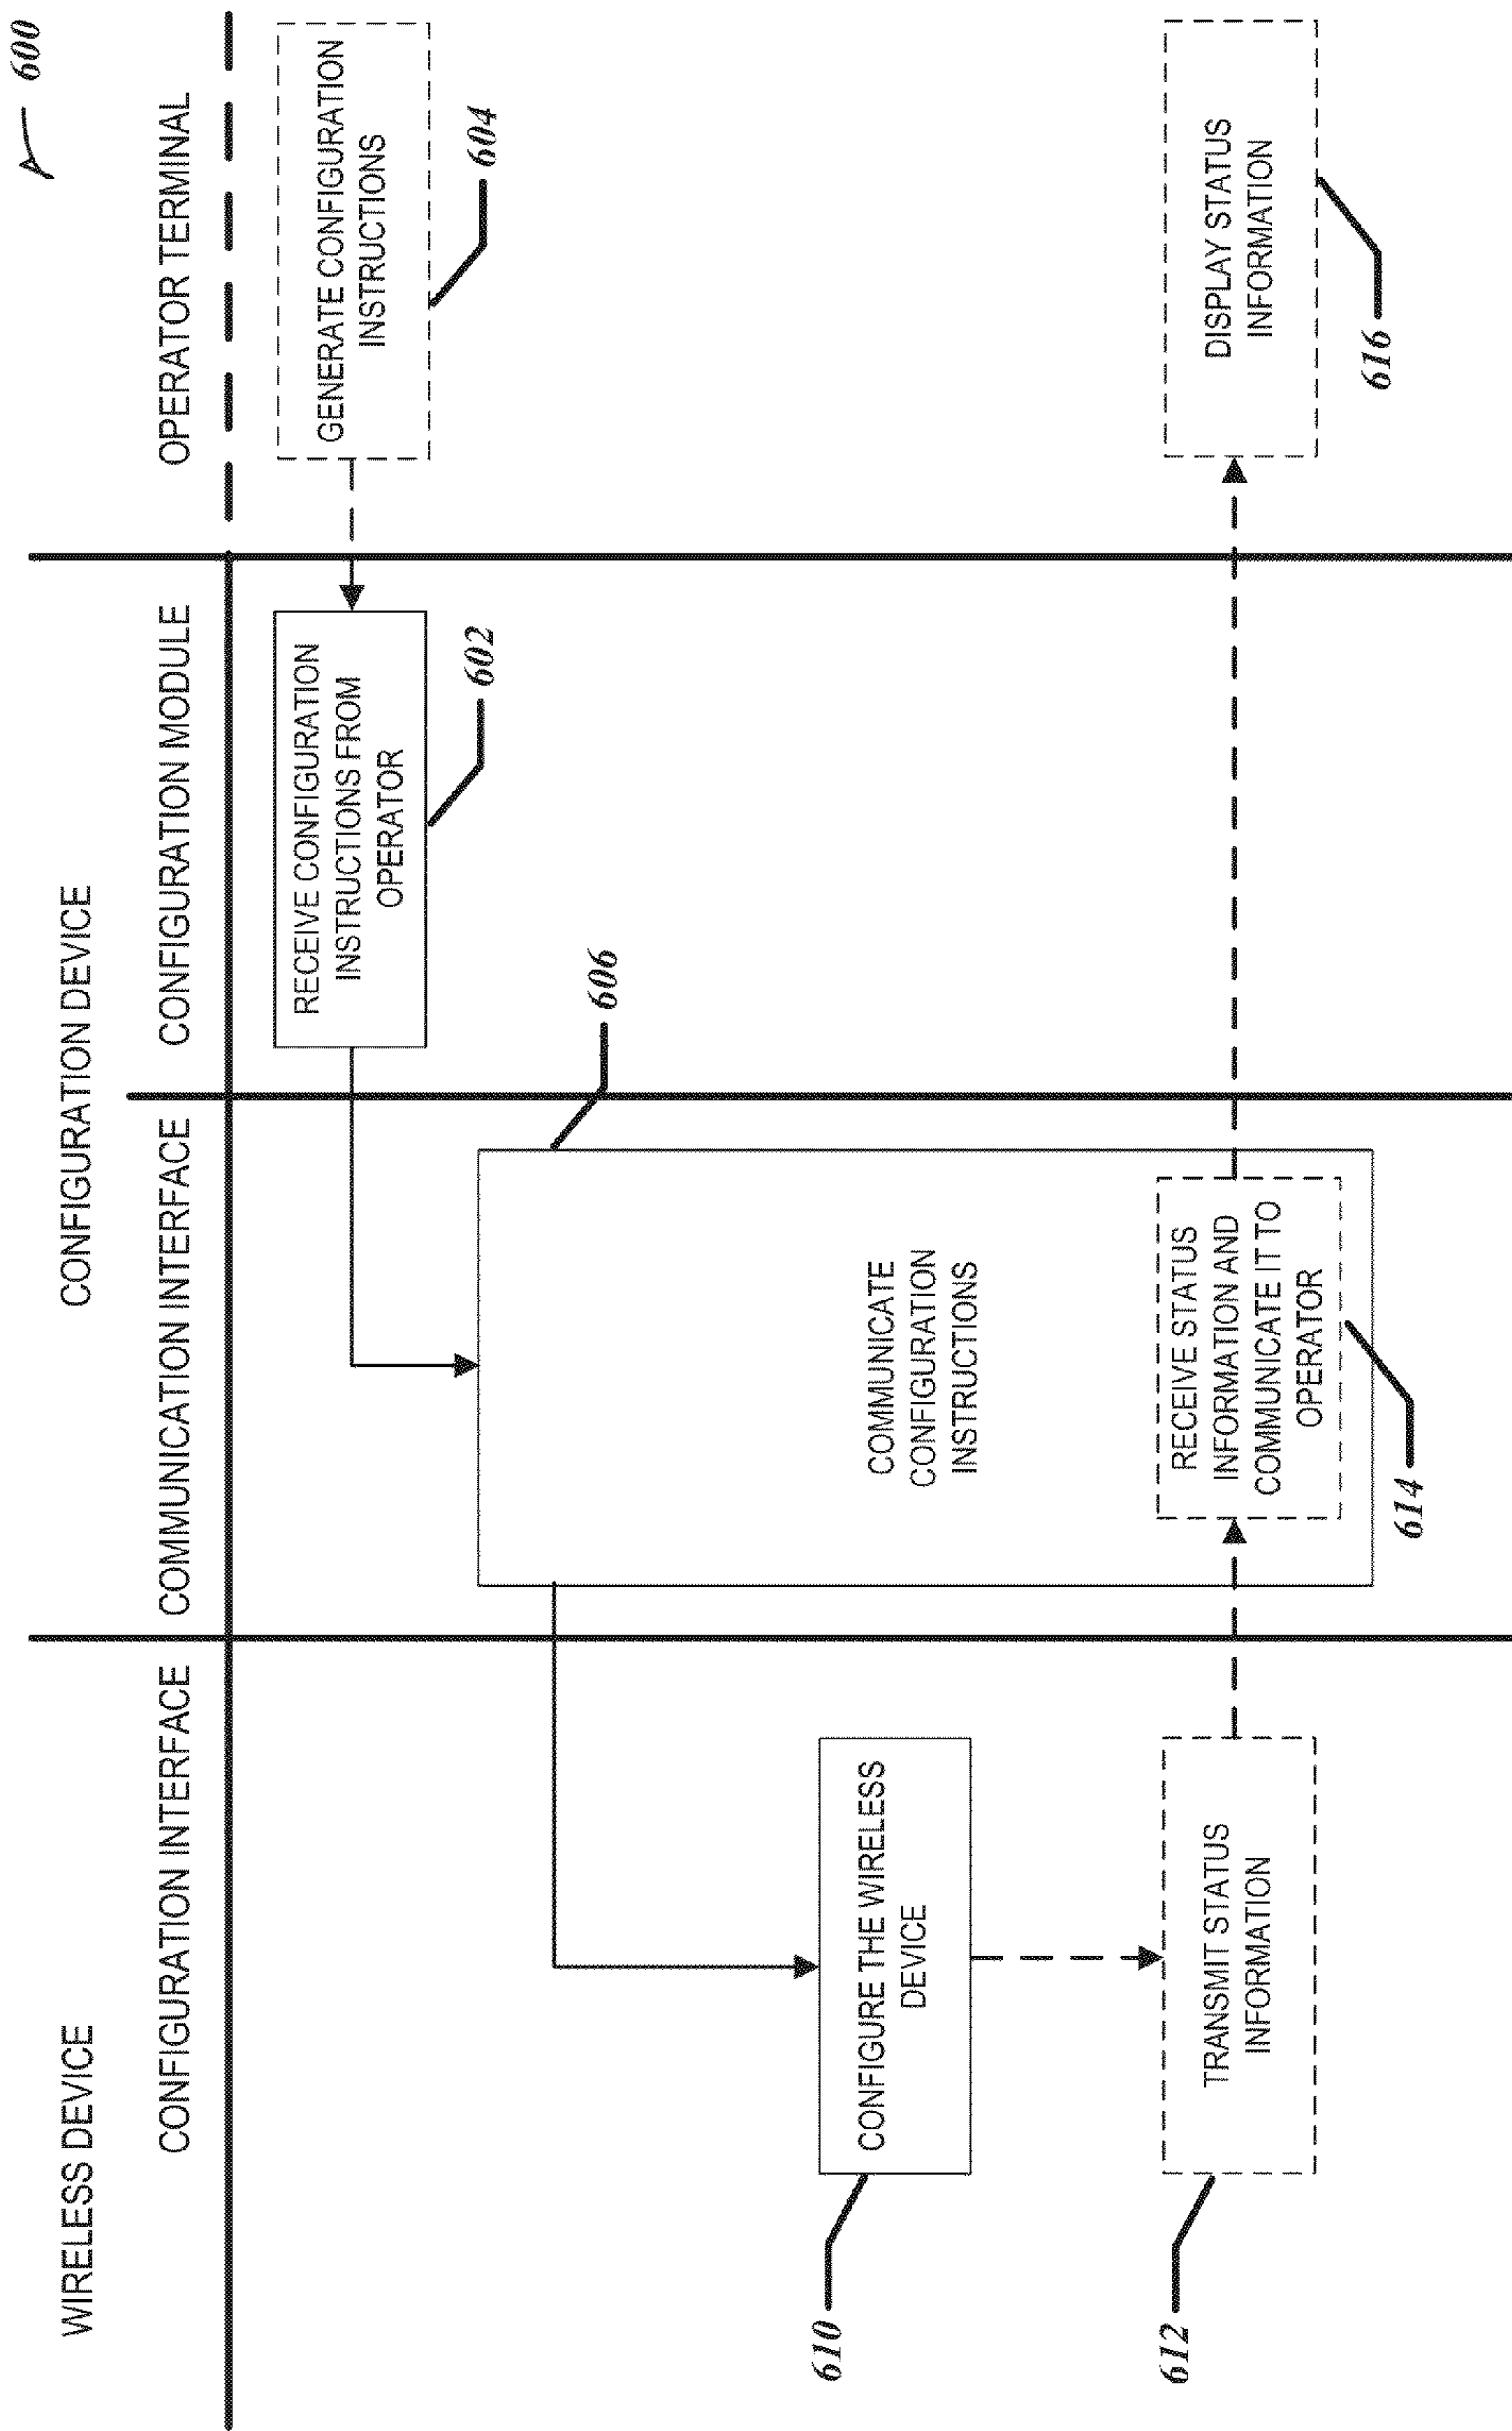 600
WIRELESS DEVICE
CONFIGURATION DEVICE
CONFIGURATION INTERFACE
COMMUNICATION INTERFACE
CONFIGURATION MODULE
OPERATOR TERMINAL
GENERATE CONFIGURATION
INSTRUCTIONS
604
RECEIVE CONFIGURATION
INSTRUCTIONS FROM
OPERATOR
602
606
COMMUNICATE
CONFIGURATION
INSTRUCTIONS
CONFIGURE THE WIRELESS
DEVICE
610
TRANSMIT STATUS
INFORMATION
612
RECEIVE STATUS
INFORMATION AND
COMMUNICATE IT TO
OPERATOR
614
DISPLAY STATUS
INFORMATION
616